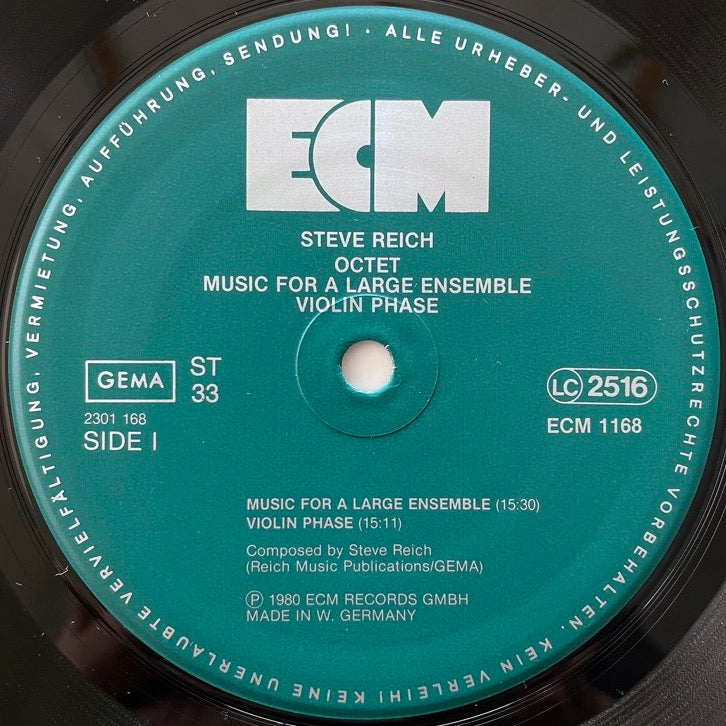 ALLE URHEBER- UND LEISTUNGSSCHUTZRECHTE VORBEHALTEN. KEIN VERLEIH! KEINE UNERLAUBTE VERVIELFÄLTIGUNG, VERMIETUNG, AUFFÜHRUNG, SENDUNG! ·
ECM
STEVE REICH
OCTET
MUSIC FOR A LARGE ENSEMBLE
VIOLIN PHASE
GEMA
ST
33
2301 168
SIDE I
LC 2516
ECM 1168
MUSIC FOR A LARGE ENSEMBLE (15:30)
VIOLIN PHASE (15:11)
Composed by Steve Reich
(Reich Music Publications/GEMA)
Ⓟ 1980 ECM RECORDS GMBH
MADE IN W. GERMANY